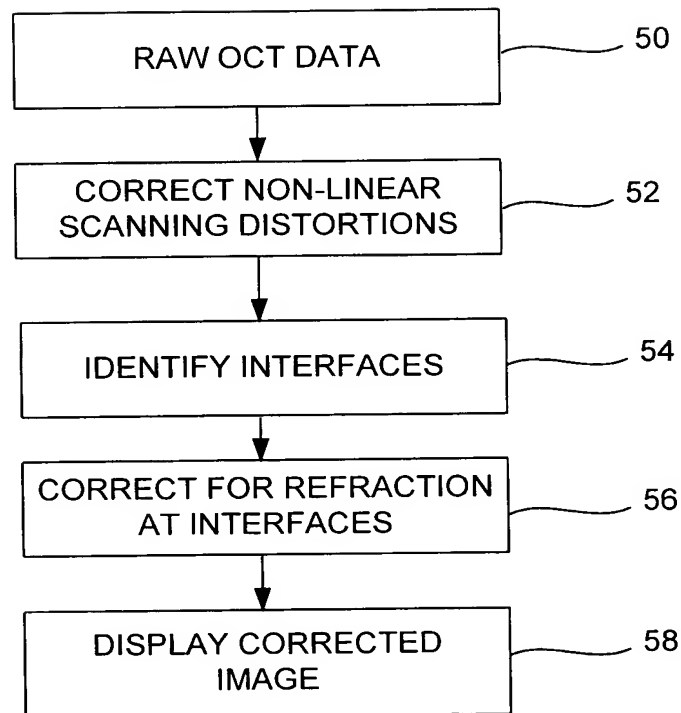 RAW OCT DATA
50
CORRECT NON-LINEAR
SCANNING DISTORTIONS
52
IDENTIFY INTERFACES
54
CORRECT FOR REFRACTION
AT INTERFACES
56
DISPLAY CORRECTED
IMAGE
58